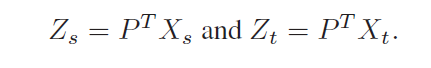 Z_s = P^T X_s and Z_t = P^T X_t.